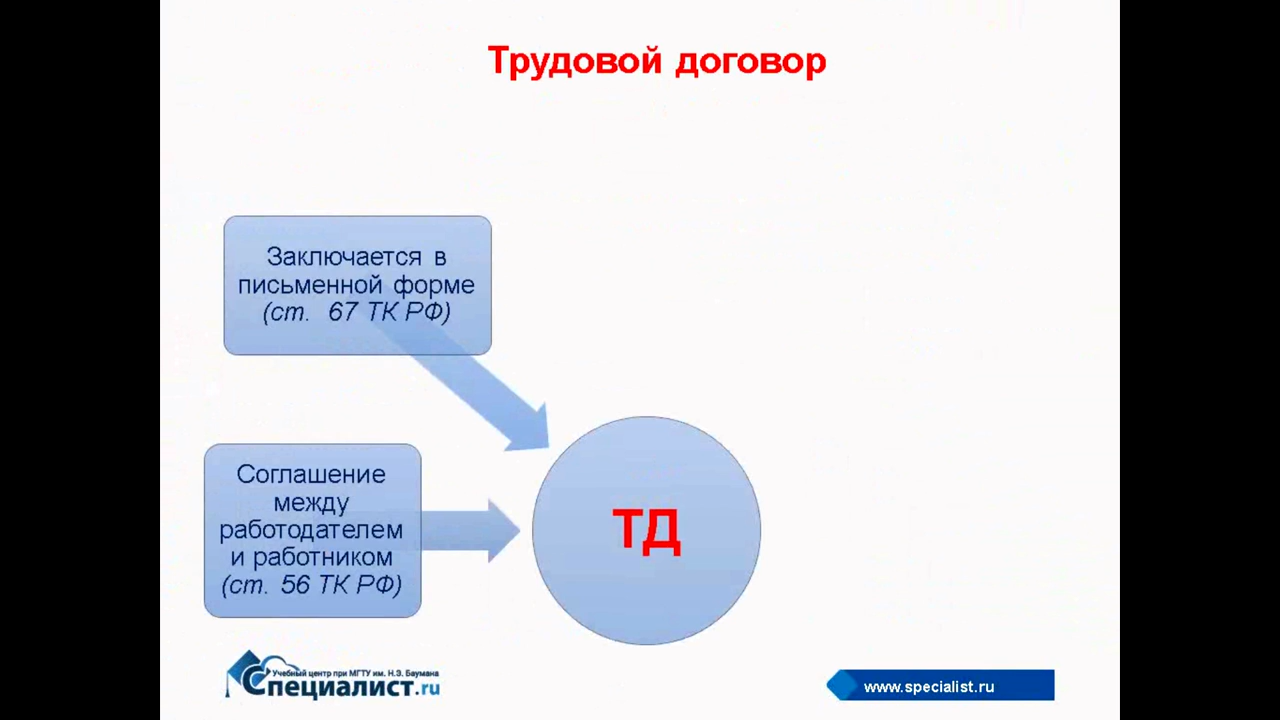 Трудовой договор
Заключается в
письменной форме
(ст. 67 ТК РФ)
Соглашение
между
работодателем
и работником
(ст. 56 ТК РФ)
ТД
Учебный центр при МГТУ им. Н.Э. Баумана
Специалист.ru
www.specialist.ru